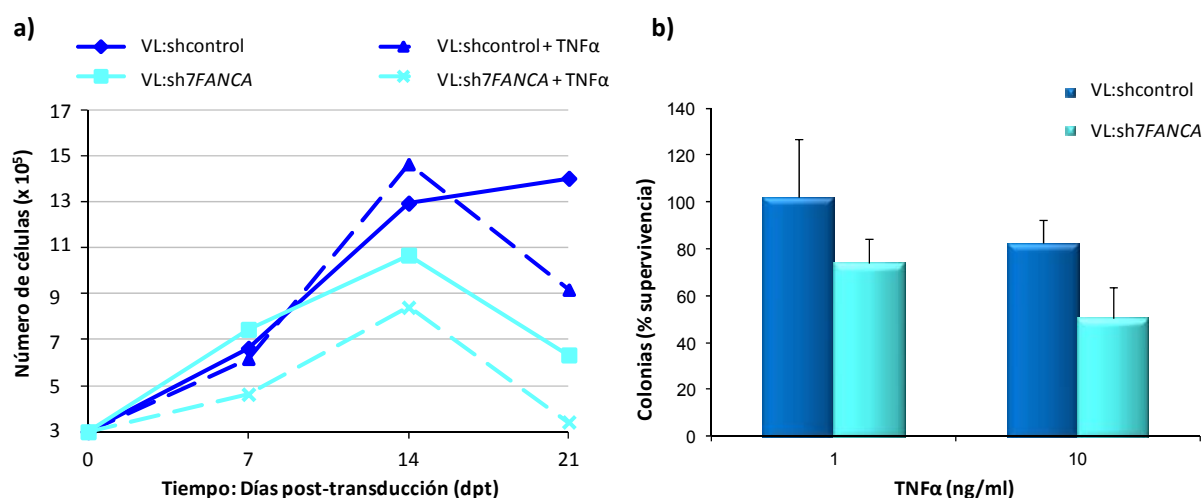 a)
VL:shcontrol
VL:shcontrol + TNFα
VL:sh7FANCA
VL:sh7FANCA + TNFα
Número de células (x 10⁵)
17
15
13
11
9
7
5
3
0
7
14
21
Tiempo: Días post-transducción (dpt)
b)
VL:shcontrol
VL:sh7FANCA
Colonias (% supervivencia)
140
120
100
80
60
40
20
0
1
10
TNFα (ng/ml)